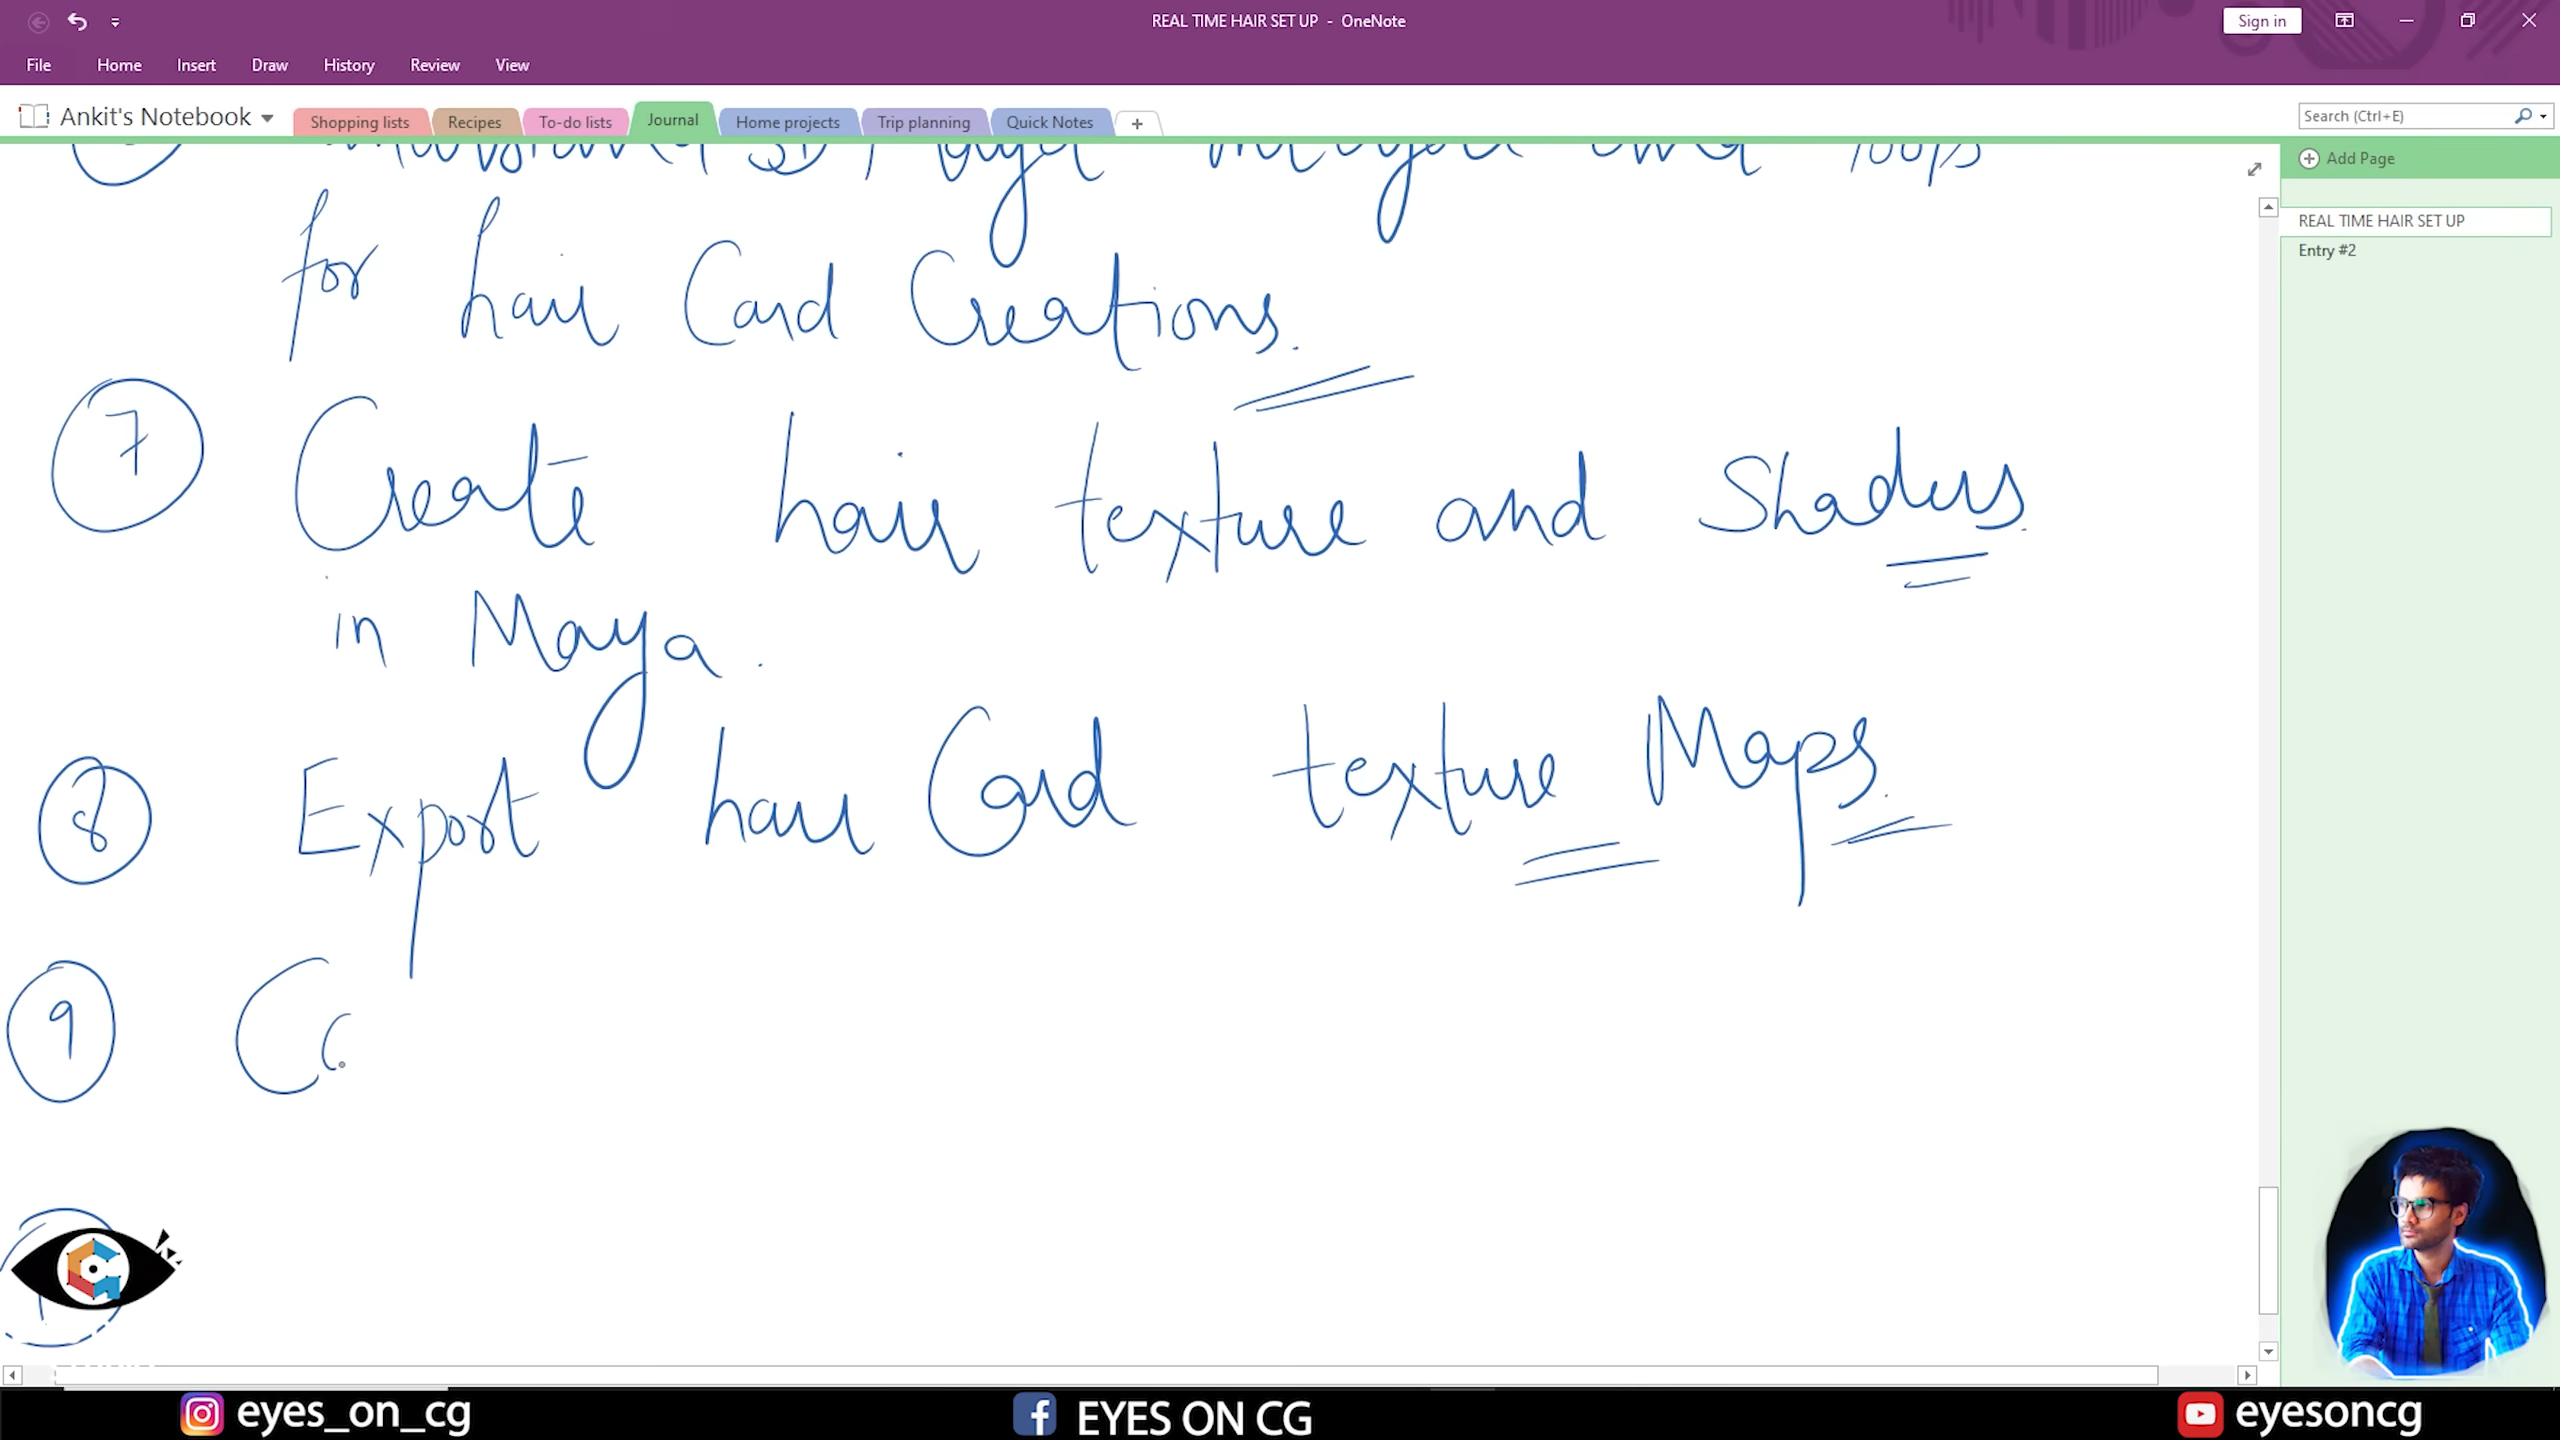 REAL TIME HAIR SET UP - OneNote
Sign in
File Home Insert Draw History Review View
Ankit's Notebook Shopping lists Recipes To-do lists Journal Home projects Trip planning Quick Notes +
Search (Ctrl+E)
Add Page
REAL TIME HAIR SET UP
Entry #2
and loops
for hair Card Creations.
7 Create hair texture and Shaders.
in Maya.
8 Export hair Card texture Maps.
9 Co
eyes_on_cg
EYES ON CG
eyesoncg